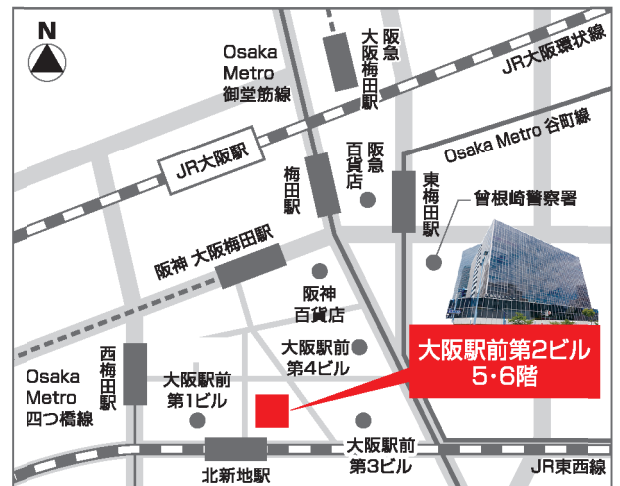 N
Osaka
Metro
御堂筋線
阪急
大阪梅田駅
JR大阪環状線
JR大阪駅
梅田駅
阪急
百貨店
Osaka Metro 谷町線
東梅田駅
曾根崎警察署
阪神 大阪梅田駅
阪神
百貨店
大阪駅前第2ビル
5・6階
大阪駅前
第4ビル
西梅田駅
Osaka
Metro
四つ橋線
大阪駅前
第1ビル
北新地駅
大阪駅前
第3ビル
JR東西線